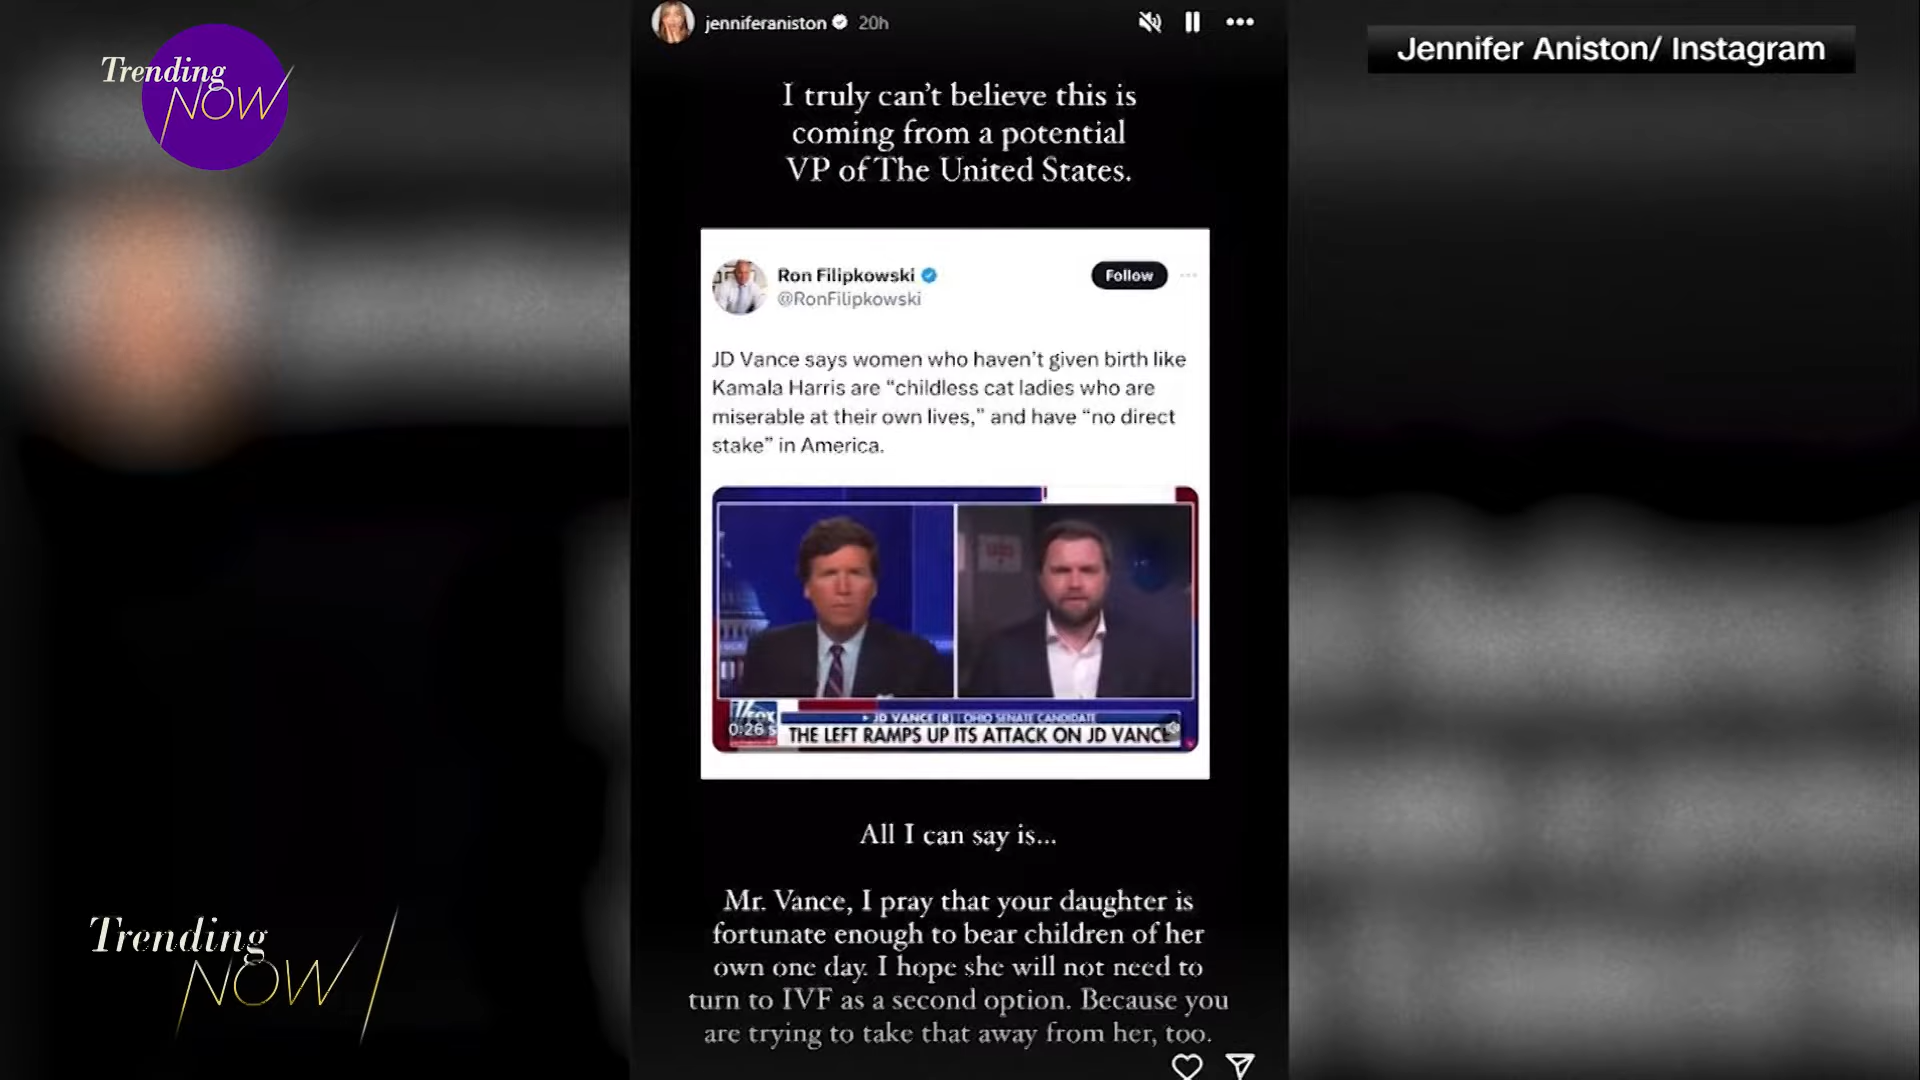 Trending
NOW
jenniferaniston 20h
Jennifer Aniston/ Instagram
I truly can't believe this is
coming from a potential
VP of The United States.
Ron Filipkowski
@RonFilipkowski
Follow
JD Vance says women who haven't given birth like
Kamala Harris are “childless cat ladies who are
miserable at their own lives,” and have “no direct
stake” in America.
FOX
0:26
JD VANCE (R) | OHIO SENATE CANDIDATE
THE LEFT RAMPS UP ITS ATTACK ON JD VANCE
All I can say is...
Mr. Vance, I pray that your daughter is
fortunate enough to bear children of her
own one day. I hope she will not need to
turn to IVF as a second option. Because you
are trying to take that away from her, too.
Trending
NOW